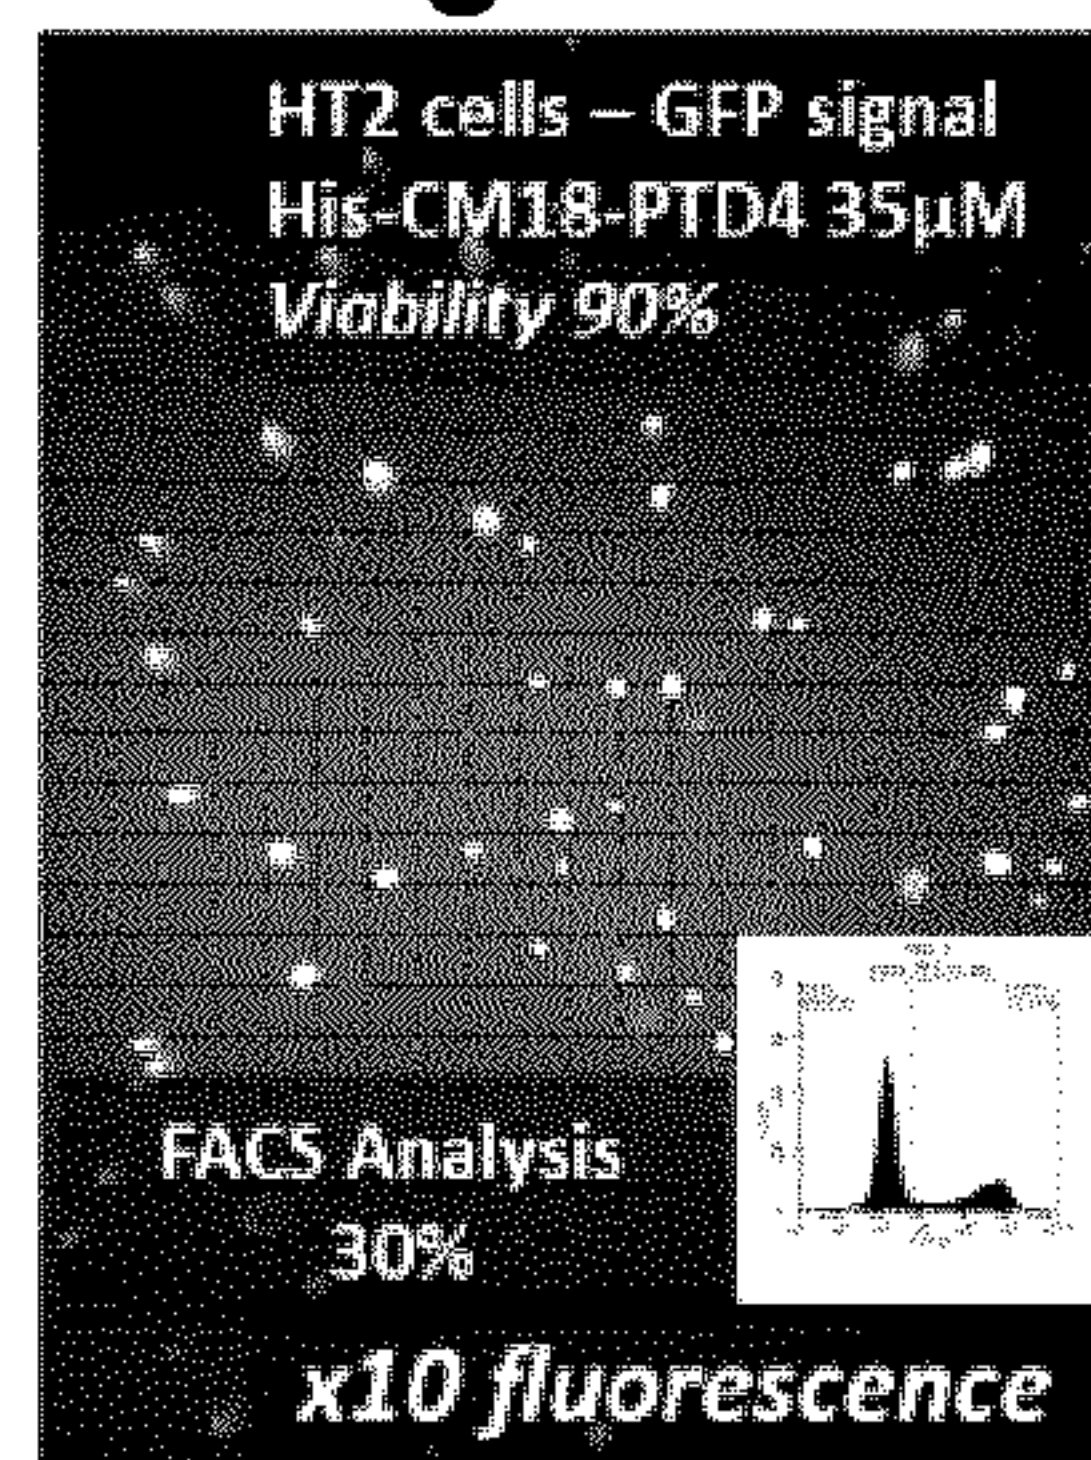 HT2 cells – GFP signal
His-CM18-PTD4 35µM
Viability 90%
FACS Analysis
30%
x10 fluorescence